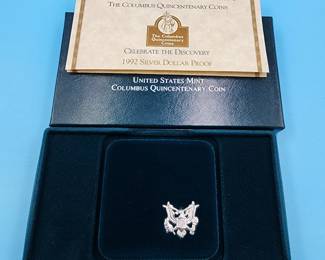 THE COLUMBUS QUINCENTENARY COINS
The Columbus
Quincentenary
Coins
CELEBRATE THE DISCOVERY
1992 SILVER DOLLAR PROOF
UNITED STATES MINT
COLUMBUS QUINCENTENARY COIN